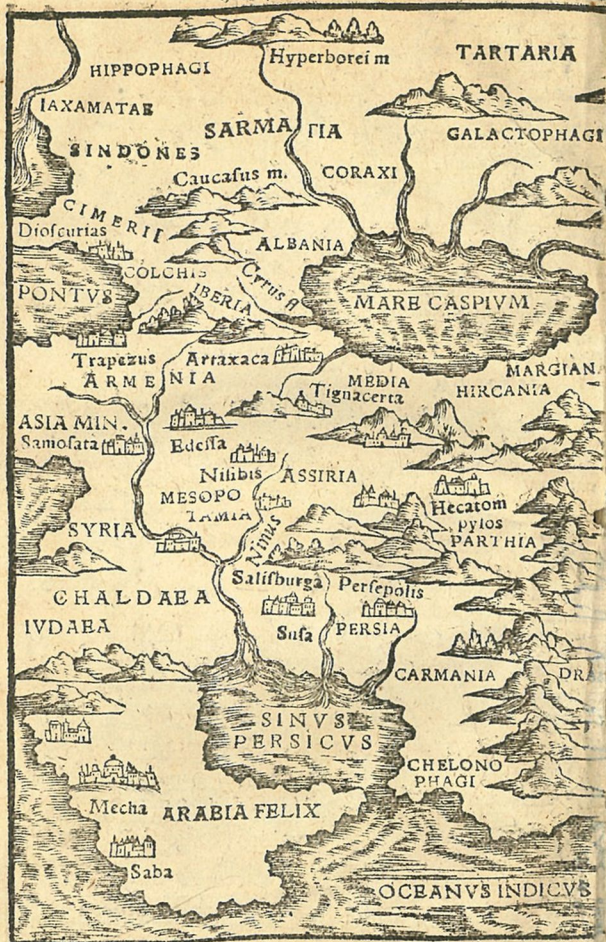 Hyperborei m
TARTARIA
HIPPOPHAGI
IAXAMATAE
SARMATIA
GALACTOPHAGI
SINDONES
Caucasus m.
CORAXI
CIMERII
Dioscurias
ALBANIA
COLCHIS
Cyrus fl
PONTVS
IBERIA
MARE CASPIVM
Trapezus
Artaxaca
ARMENIA
MEDIA
MARGIAN
Tignacerta
HIRCANIA
ASIA MIN.
Samosata
Edessa
Nisibis
ASSIRIA
MESOPO
TAMIA
Hecatom
pylos
SYRIA
Ninus
PARTHIA
Salisburga
Persepolis
CHALDAEA
Susa
PERSIA
IVDAEA
CARMANIA
DRA
SINVS
PERSICVS
CHELONO
PHAGI
Mecha
ARABIA FELIX
Saba
OCEANVS INDICVS